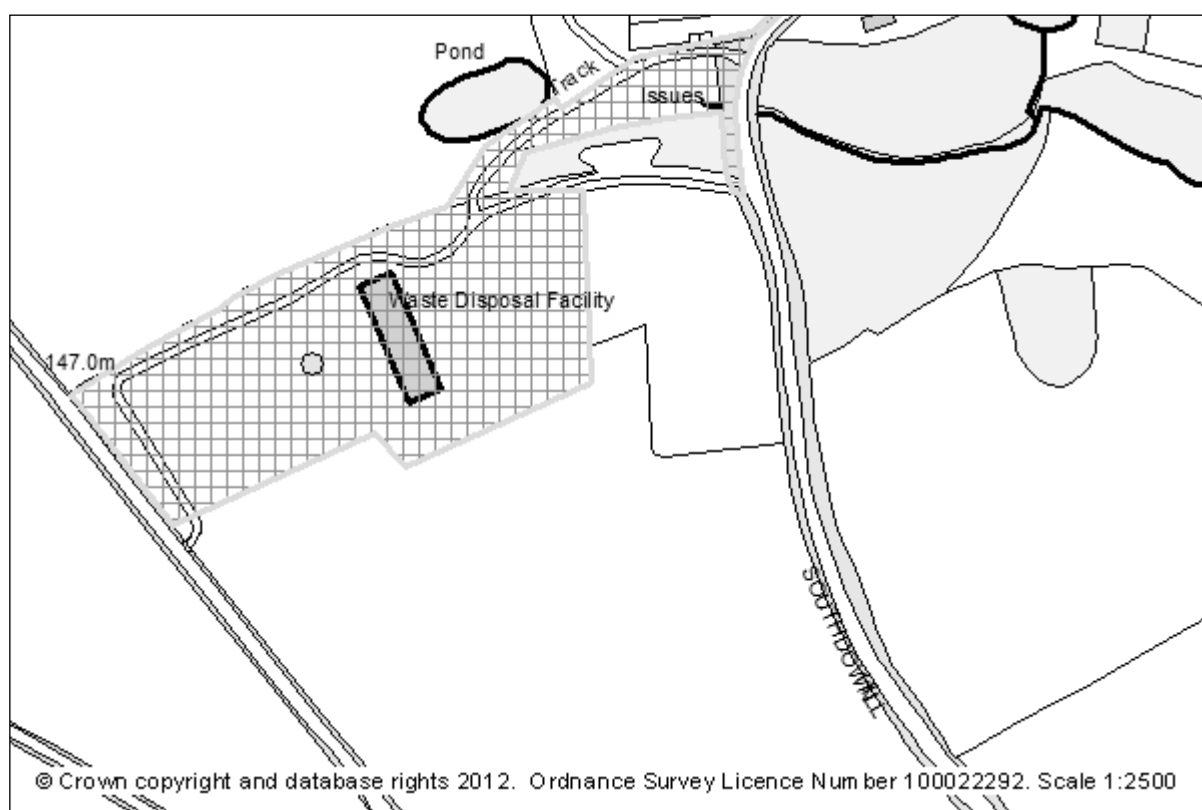 Pond
Track
Issues
Waste Disposal Facility
147.0m
SOUTHDOWN
© Crown copyright and database rights 2012. Ordnance Survey Licence Number 100022292. Scale 1:2500